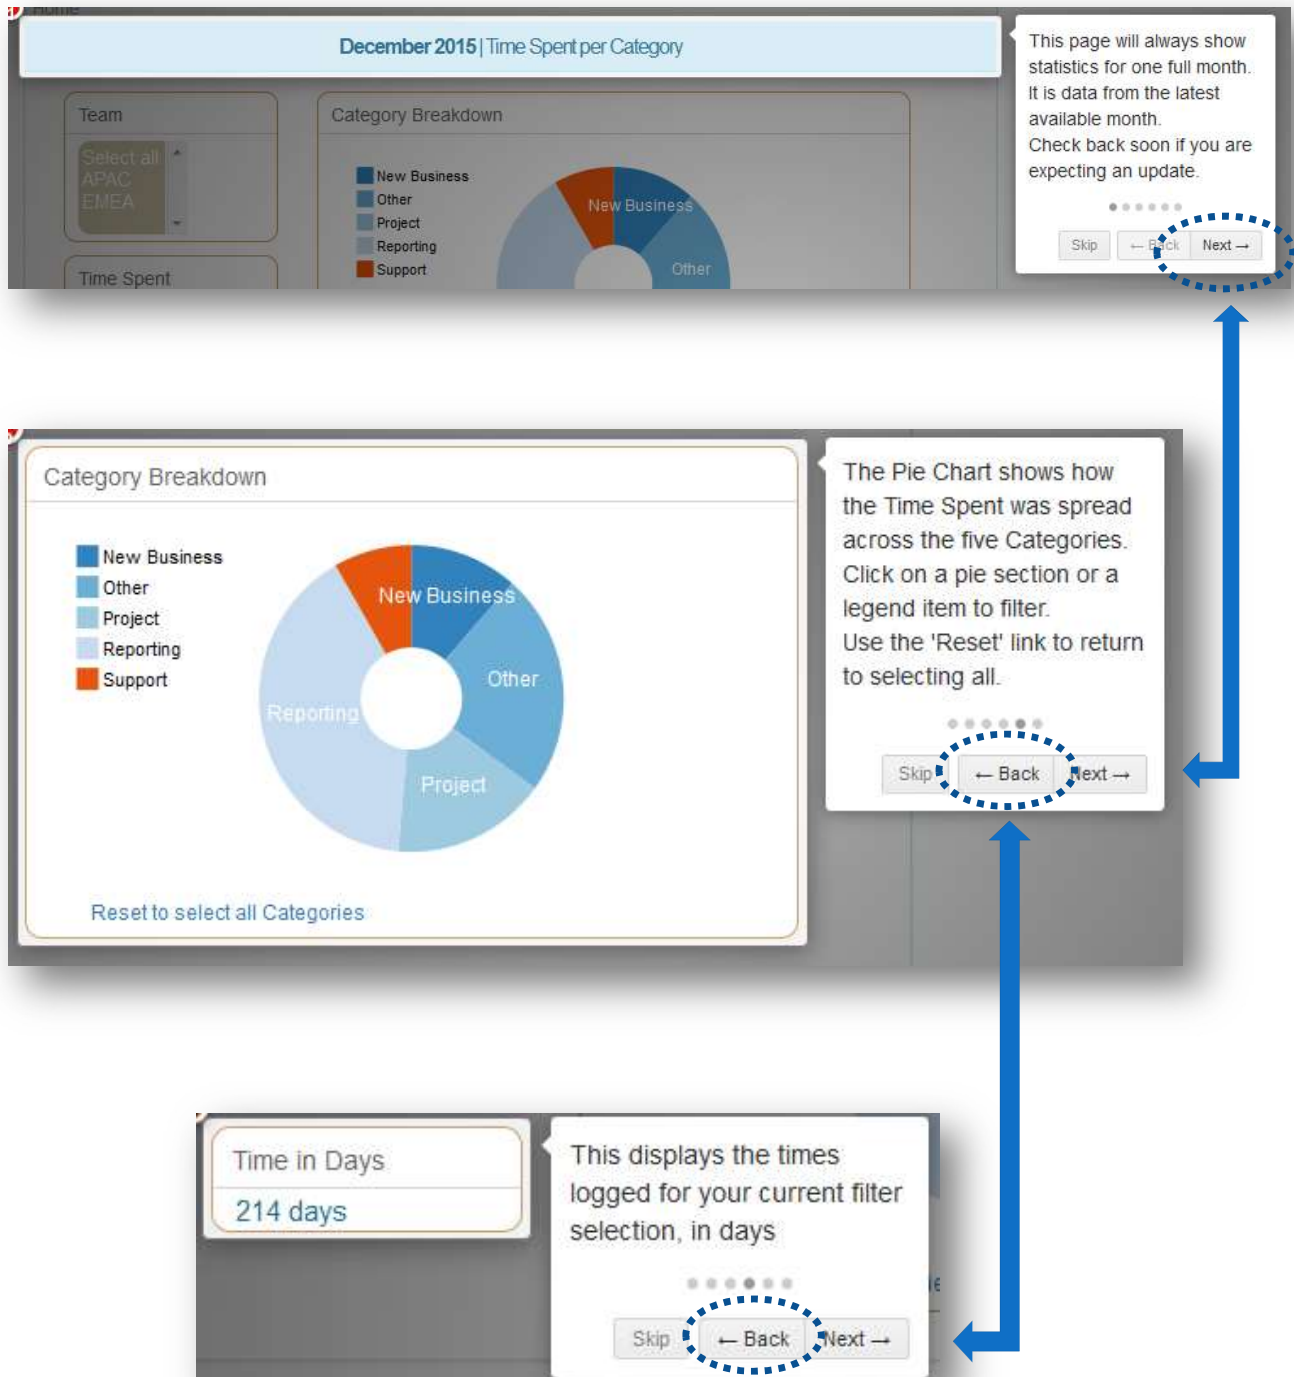 Home
December 2015 | Time Spent per Category
This page will always show
statistics for one full month.
It is data from the latest
available month.
Check back soon if you are
expecting an update.
Skip
← Back
Next →
Team
Select all
APAC
EMEA
Time Spent
Category Breakdown
New Business
Other
Project
Reporting
Support
New Business
Other
Category Breakdown
New Business
Other
Project
Reporting
Support
New Business
Other
Reporting
Project
Reset to select all Categories
The Pie Chart shows how
the Time Spent was spread
across the five Categories.
Click on a pie section or a
legend item to filter.
Use the 'Reset' link to return
to selecting all.
Skip
← Back
Next →
Time in Days
214 days
This displays the times
logged for your current filter
selection, in days
Skip
← Back
Next →